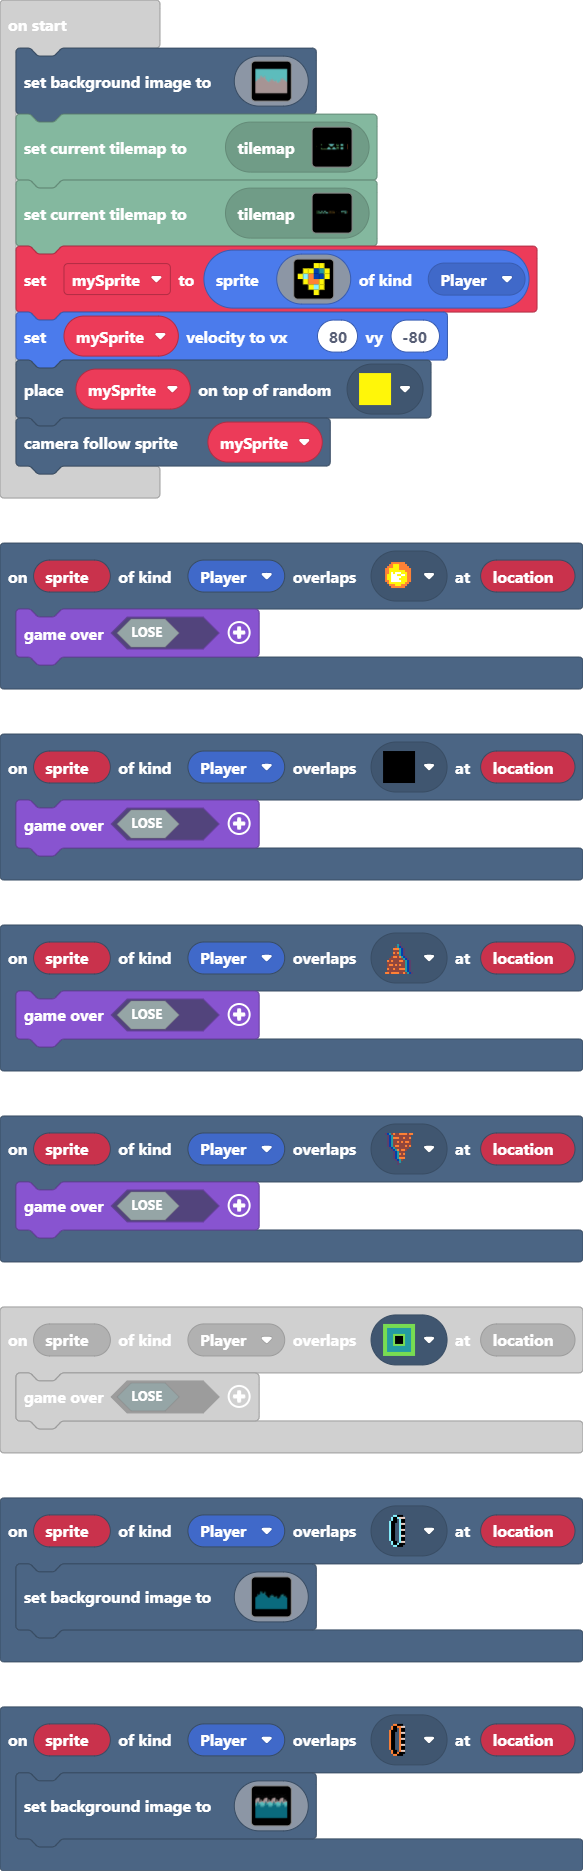 on start
set background image to
set current tilemap to tilemap
set current tilemap to tilemap
set mySprite to sprite of kind Player
set mySprite velocity to vx 80 vy -80
place mySprite on top of random
camera follow sprite mySprite
on sprite of kind Player overlaps at location
game over LOSE
on sprite of kind Player overlaps at location
game over LOSE
on sprite of kind Player overlaps at location
game over LOSE
on sprite of kind Player overlaps at location
game over LOSE
on sprite of kind Player overlaps at location
game over LOSE
on sprite of kind Player overlaps at location
set background image to
on sprite of kind Player overlaps at location
set background image to